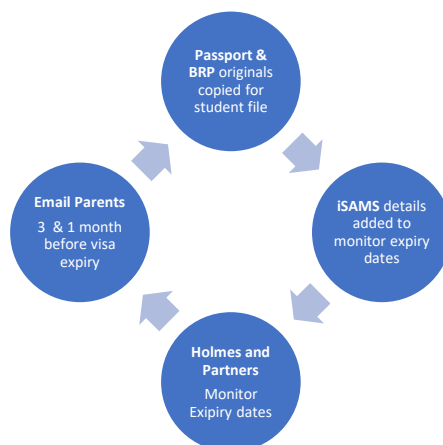 Passport &
BRP originals
copied for
student file
iSAMS details
added to
monitor expiry
dates
Holmes and
Partners
Monitor
Exipiry dates
Email Parents
3 & 1 month
before visa
expiry